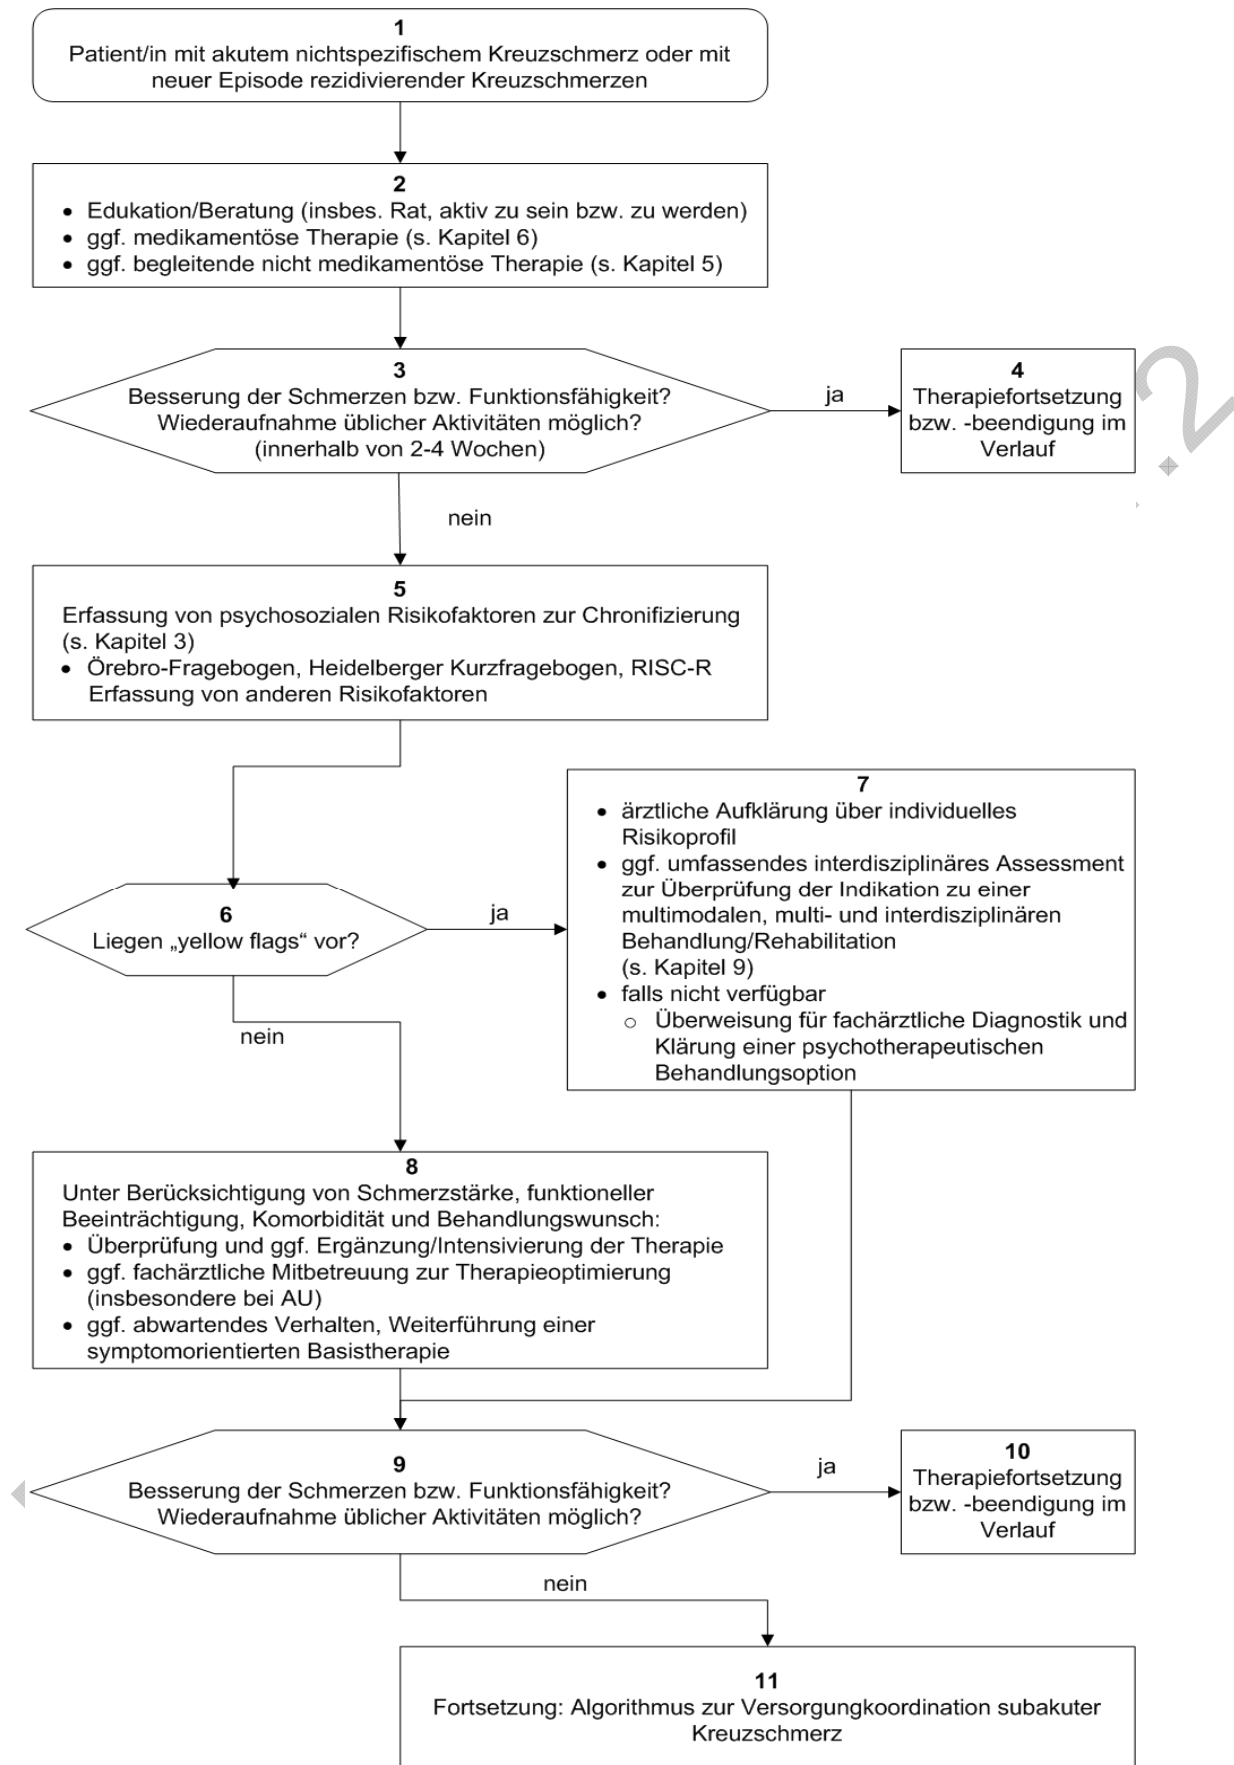 1
Patient/in mit akutem nichtspezifischem Kreuzschmerz oder mit
neuer Episode rezidivierender Kreuzschmerzen
2
• Edukation/Beratung (insbes. Rat, aktiv zu sein bzw. zu werden)
• ggf. medikamentöse Therapie (s. Kapitel 6)
• ggf. begleitende nicht medikamentöse Therapie (s. Kapitel 5)
3
Besserung der Schmerzen bzw. Funktionsfähigkeit?
Wiederaufnahme üblicher Aktivitäten möglich?
(innerhalb von 2-4 Wochen)
ja
4
Therapiefortsetzung
bzw. -beendigung im
Verlauf
.2
nein
5
Erfassung von psychosozialen Risikofaktoren zur Chronifizierung
(s. Kapitel 3)
• Örebro-Fragebogen, Heidelberger Kurzfragebogen, RISC-R
Erfassung von anderen Risikofaktoren
6
Liegen „yellow flags“ vor?
ja
7
• ärztliche Aufklärung über individuelles
Risikoprofil
• ggf. umfassendes interdisziplinäres Assessment
zur Überprüfung der Indikation zu einer
multimodalen, multi- und interdisziplinären
Behandlung/Rehabilitation
(s. Kapitel 9)
• falls nicht verfügbar
o Überweisung für fachärztliche Diagnostik und
Klärung einer psychotherapeutischen
Behandlungsoption
nein
8
Unter Berücksichtigung von Schmerzstärke, funktioneller
Beeinträchtigung, Komorbidität und Behandlungswunsch:
• Überprüfung und ggf. Ergänzung/Intensivierung der Therapie
• ggf. fachärztliche Mitbetreuung zur Therapieoptimierung
(insbesondere bei AU)
• ggf. abwartendes Verhalten, Weiterführung einer
symptomorientierten Basistherapie
9
Besserung der Schmerzen bzw. Funktionsfähigkeit?
Wiederaufnahme üblicher Aktivitäten möglich?
ja
10
Therapiefortsetzung
bzw. -beendigung im
Verlauf
nein
11
Fortsetzung: Algorithmus zur Versorgungkoordination subakuter
Kreuzschmerz